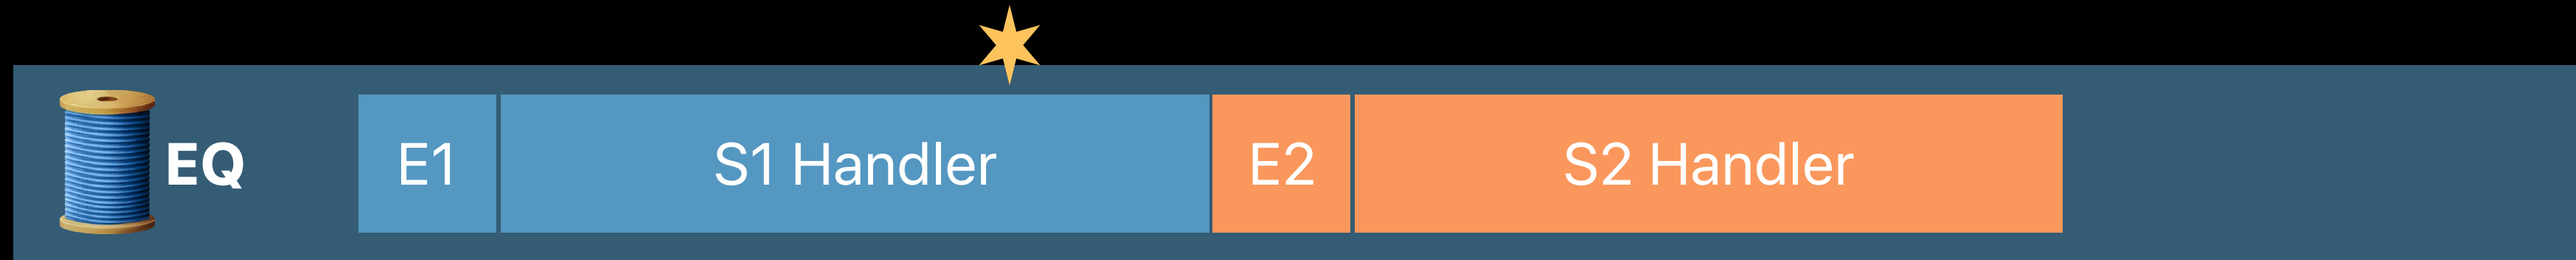 EQ E1 S1 Handler E2 S2 Handler